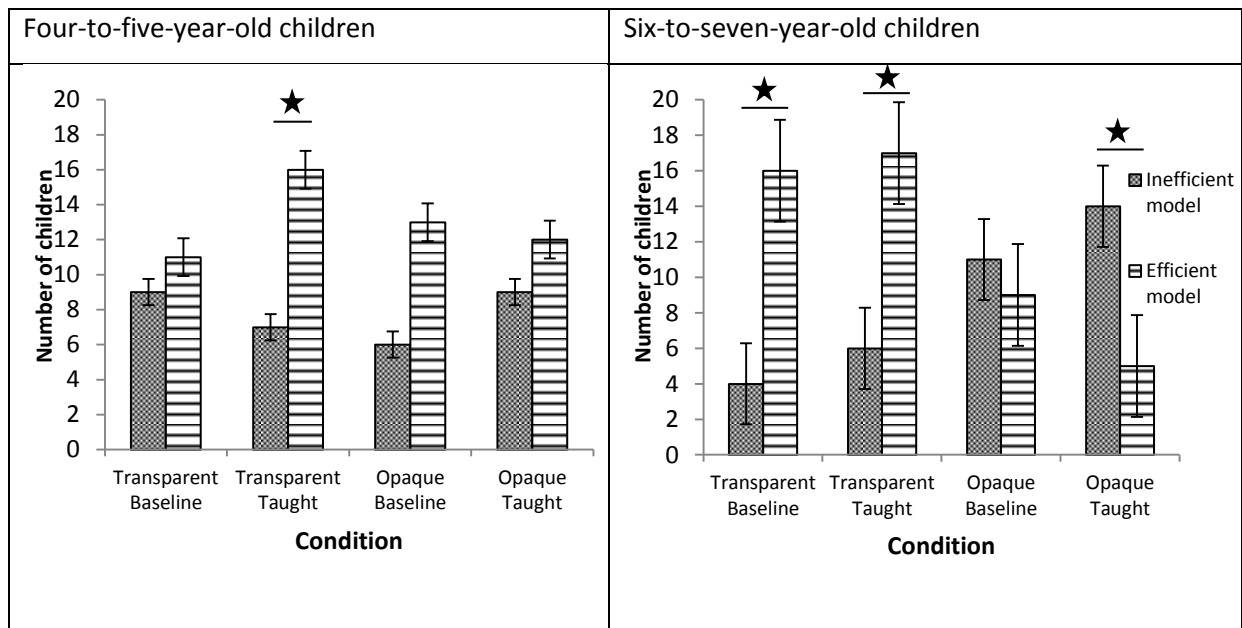 Four-to-five-year-old children
Six-to-seven-year-old children
Number of children
20
18
16
14
12
10
8
6
4
2
0
Transparent
Baseline
Transparent
Taught
Opaque
Baseline
Opaque
Taught
Condition
Number of children
20
18
16
14
12
10
8
6
4
2
0
Transparent
Baseline
Transparent
Taught
Opaque
Baseline
Opaque
Taught
Condition
Inefficient
model
Efficient
model